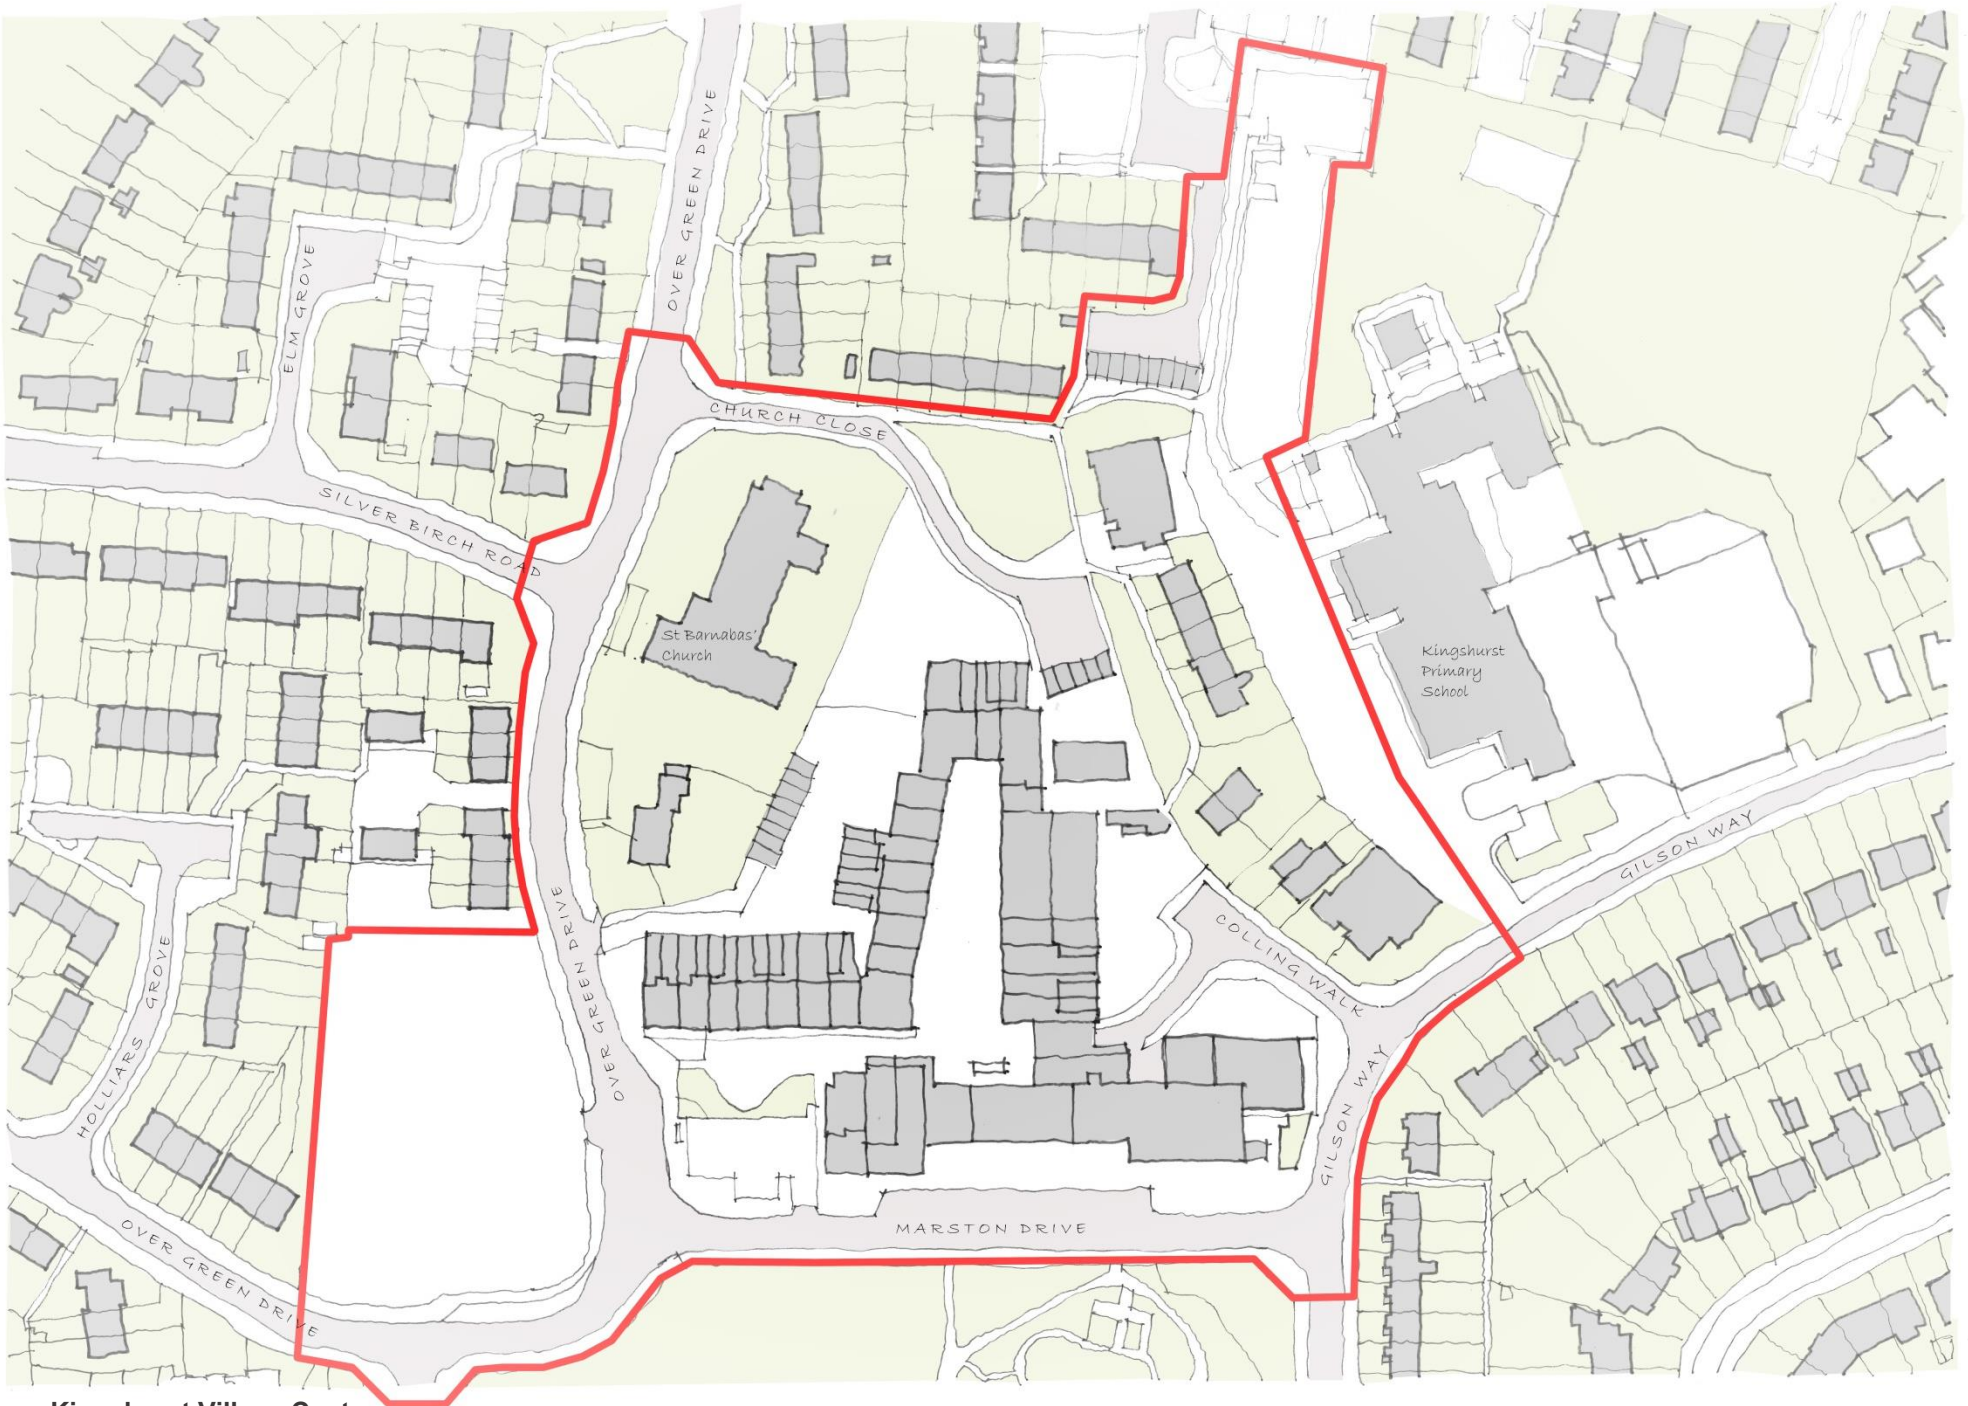 OVER GREEN DRIVE
ELM GROVE
CHURCH CLOSE
SILVER BIRCH ROAD
St Barnabas'
Church
Kingshurst
Primary
School
GILSON WAY
OVER GREEN DRIVE
COLLING WALK
HOLLIARS GROVE
GILSON WAY
MARSTON DRIVE
OVER GREEN DRIVE